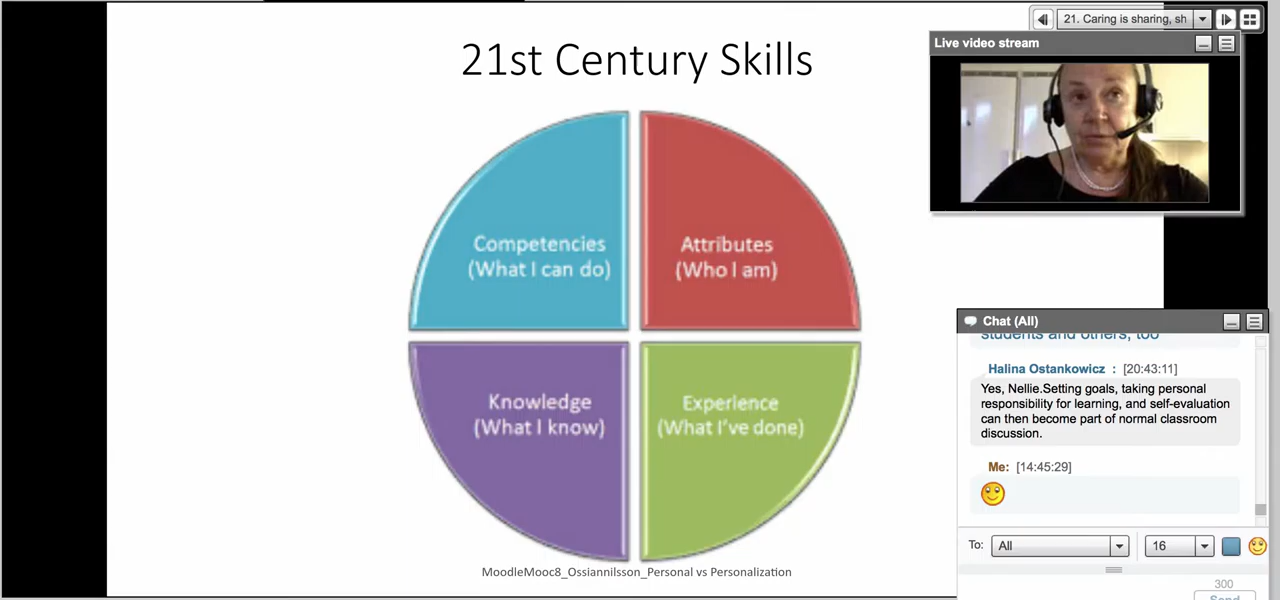 21st Century Skills
Competencies
(What I can do)
Attributes
(Who I am)
Knowledge
(What I know)
Experience
(What I've done)
MoodleMooc8_Ossiannilsson_Personal vs Personalization
21. Caring is sharing, sh
Live video stream
Chat (All)
students and others, too
Halina Ostankowicz : [20:43:11]
Yes, Nellie.Setting goals, taking personal
responsibility for learning, and self-evaluation
can then become part of normal classroom
discussion.
Me: [14:45:29]
To: All 16
300
Send